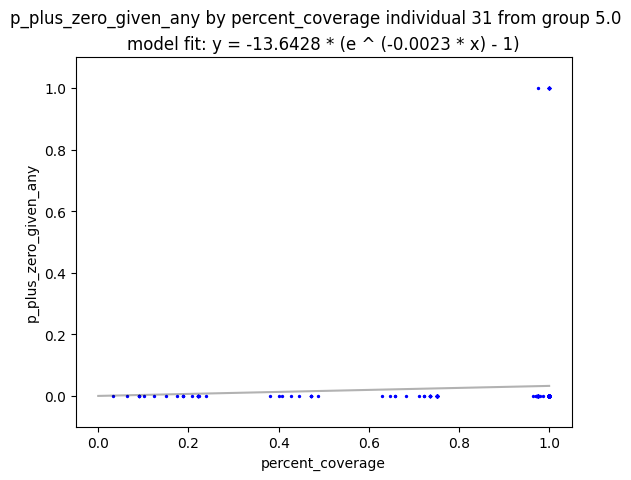 p_plus_zero_given_any by percent_coverage individual 31 from group 5.0
model fit: y = -13.6428 * (e ^ (-0.0023 * x) - 1)
1.0
0.8
0.6
0.4
0.2
0.0
p_plus_zero_given_any
0.0 0.2 0.4 0.6 0.8 1.0
percent_coverage